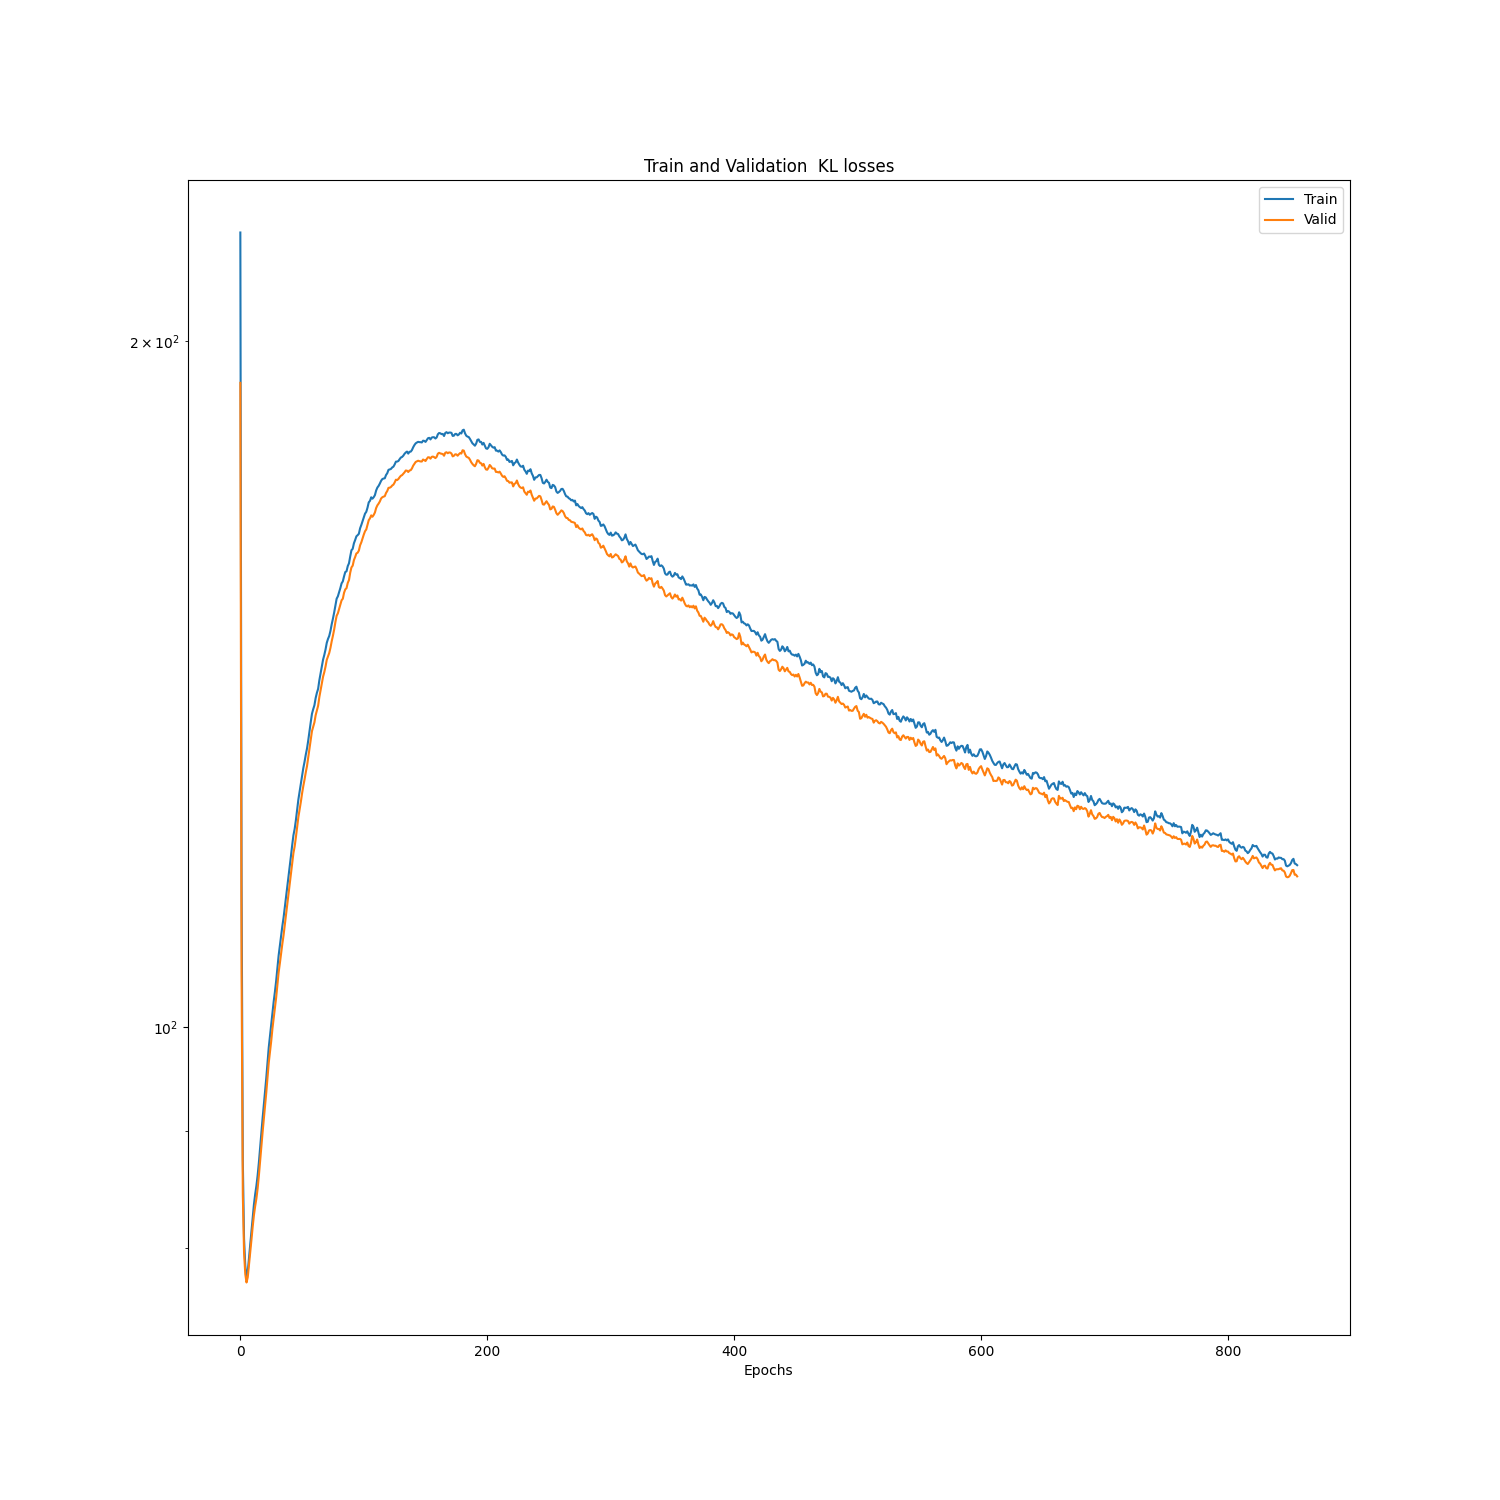 Train and Validation  KL losses
Train
Valid
2 × 10²
10²
0 200 400 600 800
Epochs